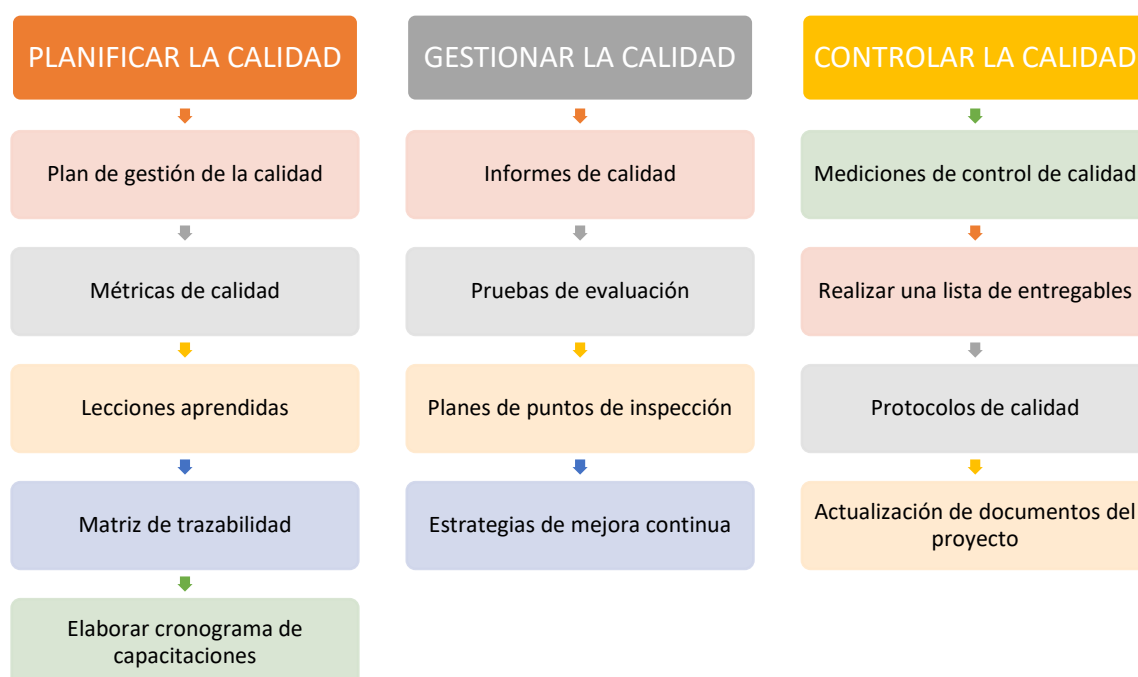 PLANIFICAR LA CALIDAD
Plan de gestión de la calidad
Métricas de calidad
Lecciones aprendidas
Matriz de trazabilidad
Elaborar cronograma de
capacitaciones
GESTIONAR LA CALIDAD
Informes de calidad
Pruebas de evaluación
Planes de puntos de inspección
Estrategias de mejora continua
CONTROLAR LA CALIDAD
Mediciones de control de calidad
Realizar una lista de entregables
Protocolos de calidad
Actualización de documentos del
proyecto